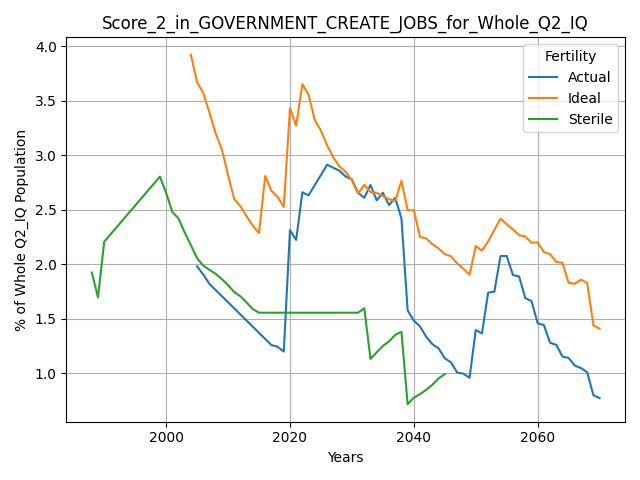 Score_2_in_GOVERNMENT_CREATE_JOBS_for_Whole_Q2_IQ
% of Whole Q2_IQ Population
4.0
3.5
3.0
2.5
2.0
1.5
1.0
2000
2020
2040
2060
Years
Fertility
Actual
Ideal
Sterile